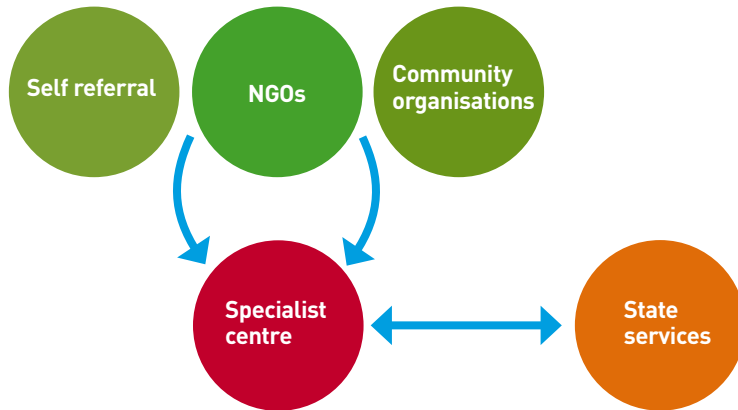 Self referral
NGOs
Community
organisations
Specialist
centre
State
services